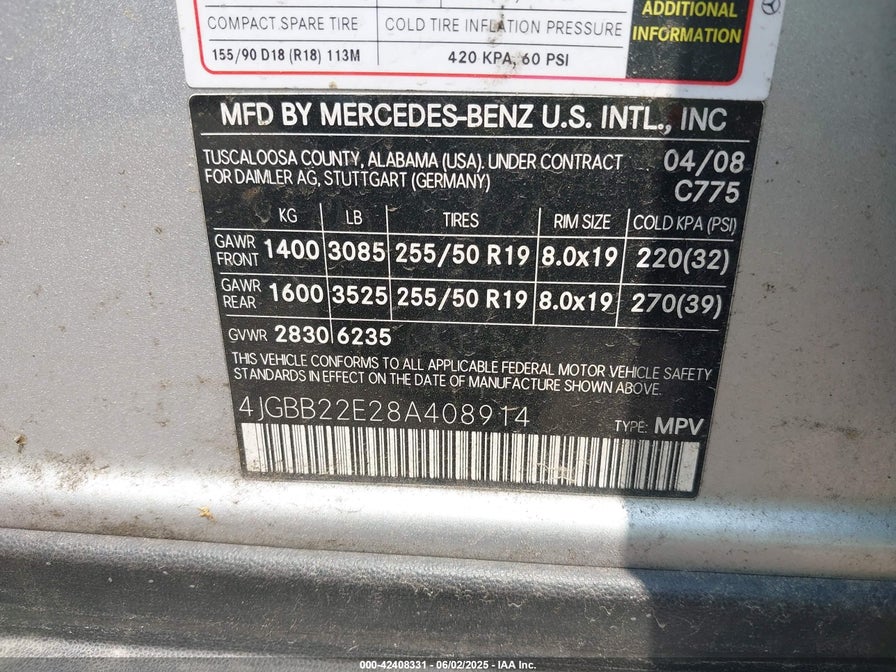 ADDITIONAL
COMPACT SPARE TIRE COLD TIRE INFLATION PRESSURE INFORMATION
155/90 D18 (R18) 113M 420 KPA, 60 PSI
MFD BY MERCEDES-BENZ U.S. INTL., INC
TUSCALOOSA COUNTY, ALABAMA (USA). UNDER CONTRACT 04/08
FOR DAIMLER AG, STUTTGART (GERMANY) C775
KG LB TIRES RIM SIZE COLD KPA (PSI)
GAWR FRONT 1400 3085 255/50 R19 8.0x19 220(32)
GAWR REAR 1600 3525 255/50 R19 8.0x19 270(39)
GVWR 2830 6235
THIS VEHICLE CONFORMS TO ALL APPLICABLE FEDERAL MOTOR VEHICLE SAFETY
STANDARDS IN EFFECT ON THE DATE OF MANUFACTURE SHOWN ABOVE.
4JGBB22E28A408914 TYPE: MPV
000-42408331 - 06/02/2025 - IAA Inc.